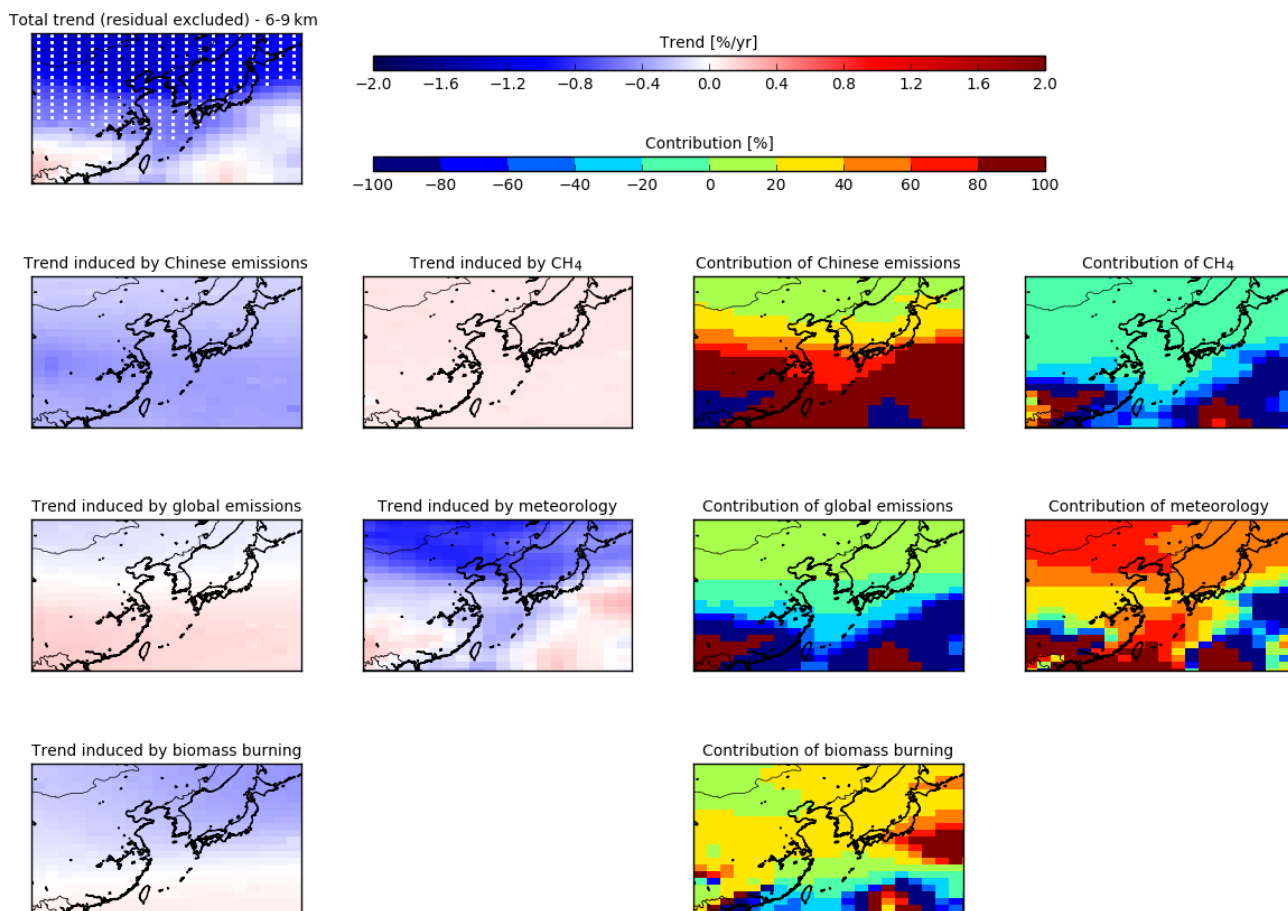 Total trend (residual excluded) - 6-9 km
Trend [%/yr]
−2.0 −1.6 −1.2 −0.8 −0.4 0.0 0.4 0.8 1.2 1.6 2.0
Contribution [%]
−100 −80 −60 −40 −20 0 20 40 60 80 100
Trend induced by Chinese emissions
Trend induced by CH₄
Contribution of Chinese emissions
Contribution of CH₄
Trend induced by global emissions
Trend induced by meteorology
Contribution of global emissions
Contribution of meteorology
Trend induced by biomass burning
Contribution of biomass burning